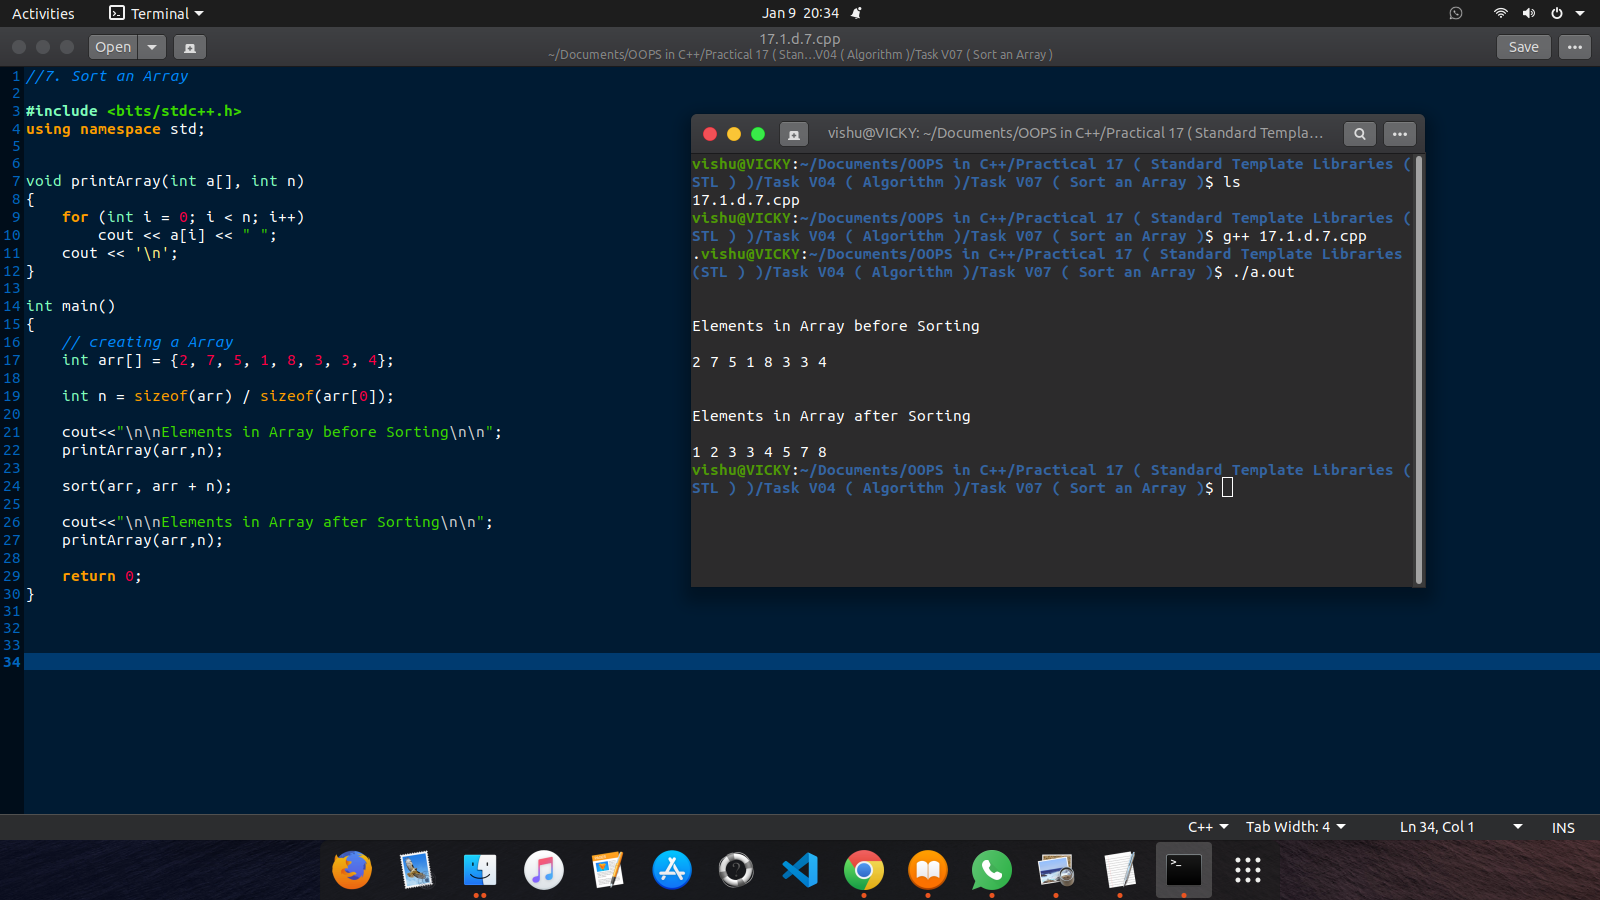 Activities Terminal Jan 9 20:34
Open 17.1.d.7.cpp Save
~/Documents/OOPS in C++/Practical 17 ( Stan...V04 ( Algorithm )/Task V07 ( Sort an Array )
1 //7. Sort an Array
2
3 #include <bits/stdc++.h>
4 using namespace std;
5
6
7 void printArray(int a[], int n)
8 {
9     for (int i = 0; i < n; i++)
10         cout << a[i] << " ";
11     cout << '\n';
12 }
13
14 int main()
15 {
16     // creating a Array
17     int arr[] = {2, 7, 5, 1, 8, 3, 3, 4};
18
19     int n = sizeof(arr) / sizeof(arr[0]);
20
21     cout<<"\n\nElements in Array before Sorting\n\n";
22     printArray(arr,n);
23
24     sort(arr, arr + n);
25
26     cout<<"\n\nElements in Array after Sorting\n\n";
27     printArray(arr,n);
28
29     return 0;
30 }
31
32
33
34
vishu@VICKY: ~/Documents/OOPS in C++/Practical 17 ( Standard Templa...
vishu@VICKY:~/Documents/OOPS in C++/Practical 17 ( Standard Template Libraries (
STL ) )/Task V04 ( Algorithm )/Task V07 ( Sort an Array )$ ls
17.1.d.7.cpp
vishu@VICKY:~/Documents/OOPS in C++/Practical 17 ( Standard Template Libraries (
STL ) )/Task V04 ( Algorithm )/Task V07 ( Sort an Array )$ g++ 17.1.d.7.cpp
.vishu@VICKY:~/Documents/OOPS in C++/Practical 17 ( Standard Template Libraries
(STL ) )/Task V04 ( Algorithm )/Task V07 ( Sort an Array )$ ./a.out
Elements in Array before Sorting
2 7 5 1 8 3 3 4
Elements in Array after Sorting
1 2 3 3 4 5 7 8
vishu@VICKY:~/Documents/OOPS in C++/Practical 17 ( Standard Template Libraries (
STL ) )/Task V04 ( Algorithm )/Task V07 ( Sort an Array )$
C++ Tab Width: 4 Ln 34, Col 1 INS
>_